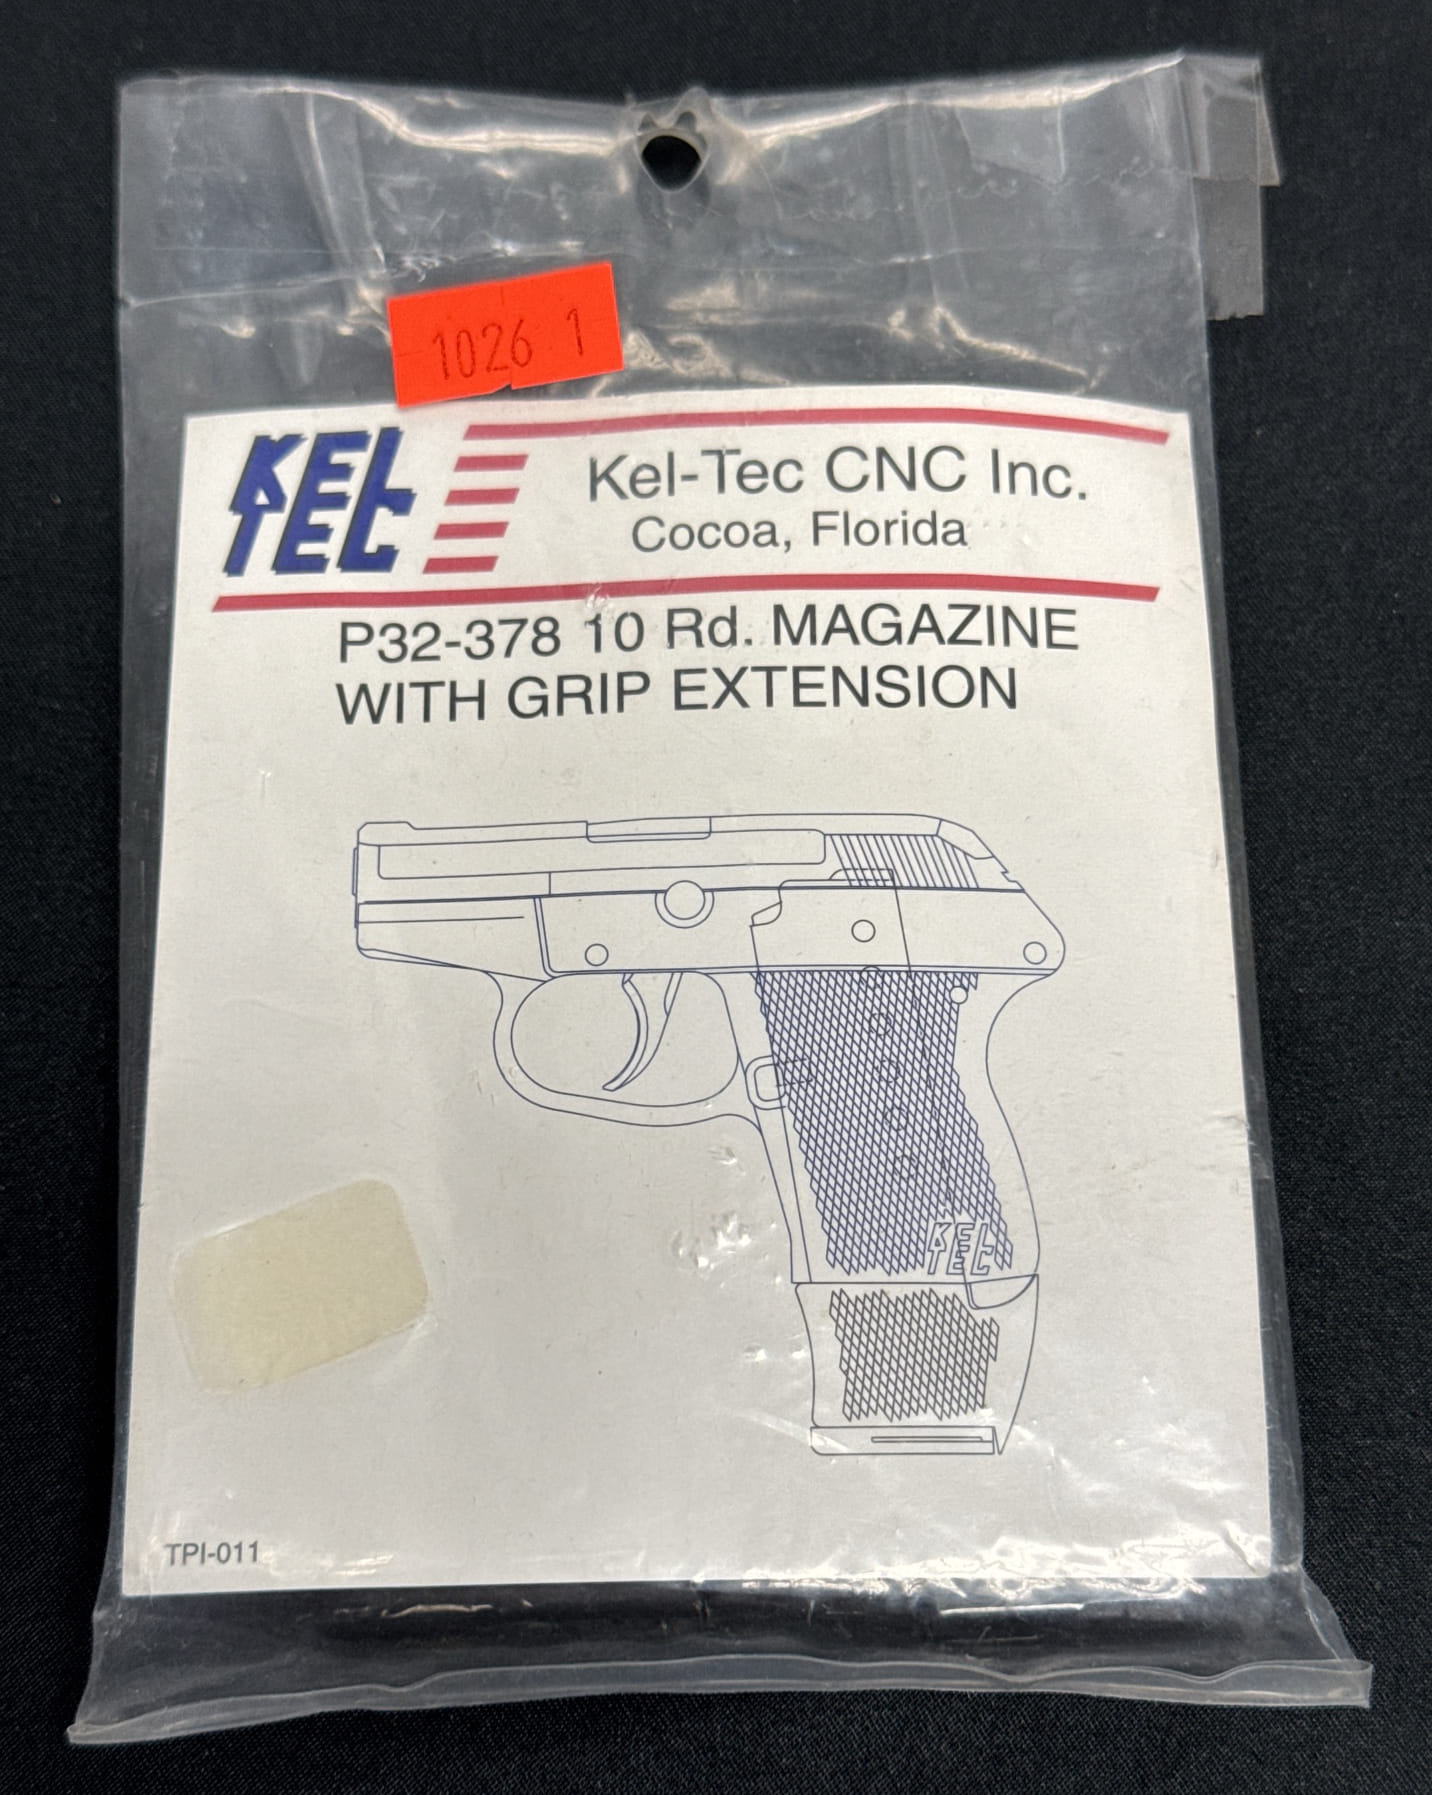 1026 1
KEL
TEC
Kel-Tec CNC Inc.
Cocoa, Florida
P32-378 10 Rd. MAGAZINE
WITH GRIP EXTENSION
KEL
TEC
TPI-011